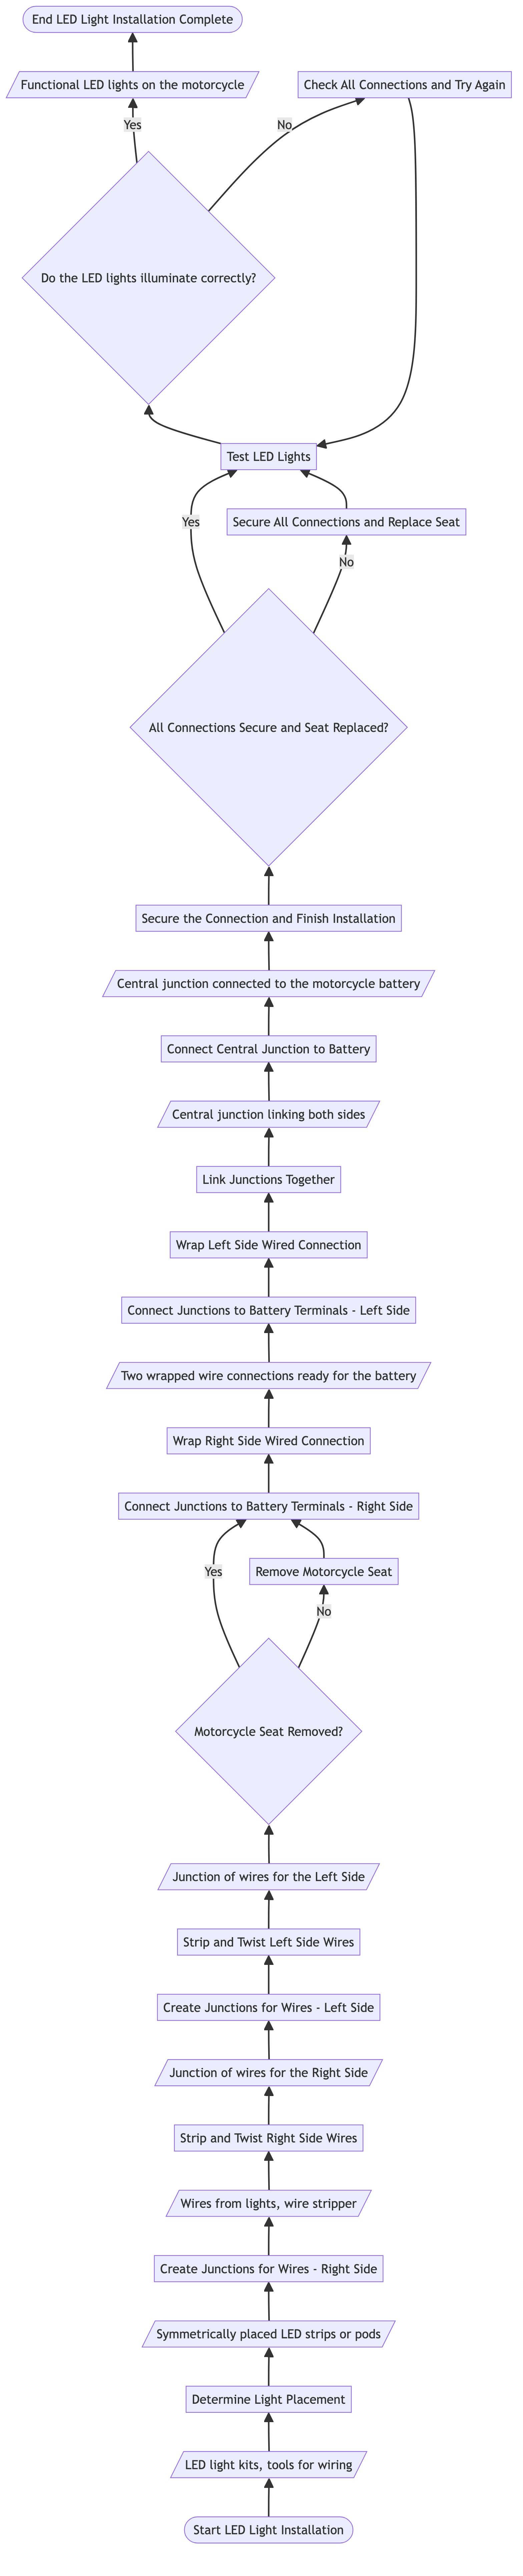 End LED Light Installation Complete
Functional LED lights on the motorcycle
Check All Connections and Try Again
Yes
No
Do the LED lights illuminate correctly?
Test LED Lights
Yes
Secure All Connections and Replace Seat
No
All Connections Secure and Seat Replaced?
Secure the Connection and Finish Installation
Central junction connected to the motorcycle battery
Connect Central Junction to Battery
Central junction linking both sides
Link Junctions Together
Wrap Left Side Wired Connection
Connect Junctions to Battery Terminals - Left Side
Two wrapped wire connections ready for the battery
Wrap Right Side Wired Connection
Connect Junctions to Battery Terminals - Right Side
Yes
Remove Motorcycle Seat
No
Motorcycle Seat Removed?
Junction of wires for the Left Side
Strip and Twist Left Side Wires
Create Junctions for Wires - Left Side
Junction of wires for the Right Side
Strip and Twist Right Side Wires
Wires from lights, wire stripper
Create Junctions for Wires - Right Side
Symmetrically placed LED strips or pods
Determine Light Placement
LED light kits, tools for wiring
Start LED Light Installation